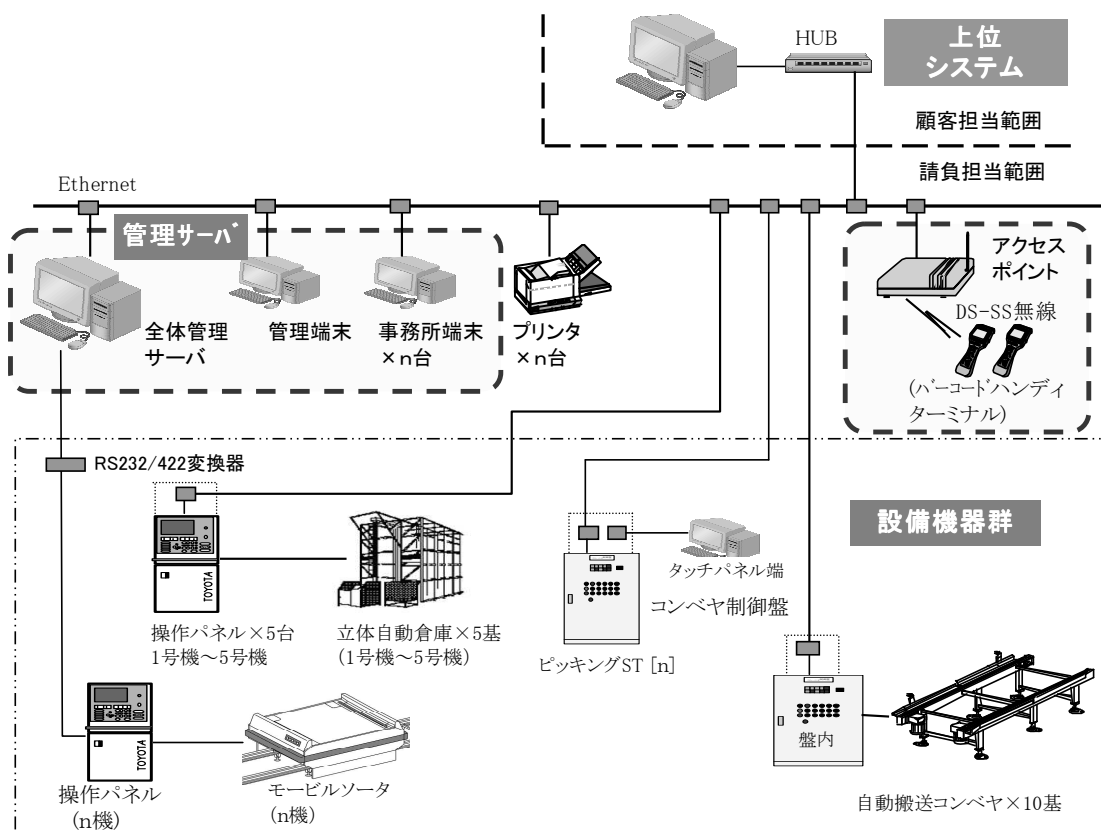 HUB
上位
システム
顧客担当範囲
請負担当範囲
Ethernet
管理サーバ
アクセス
ポイント
DS-SS無線
(バーコードハンディ
ターミナル)
全体管理
サーバ
管理端末
事務所端末
×n台
プリンタ
×n台
RS232/422変換器
設備機器群
TOYOTA
操作パネル×5台
1号機~5号機
立体自動倉庫×5基
(1号機~5号機)
タッチパネル端
コンベヤ制御盤
ピッキングST [n]
盤内
自動搬送コンベヤ×10基
TOYOTA
操作パネル
(n機)
モービルソータ
(n機)